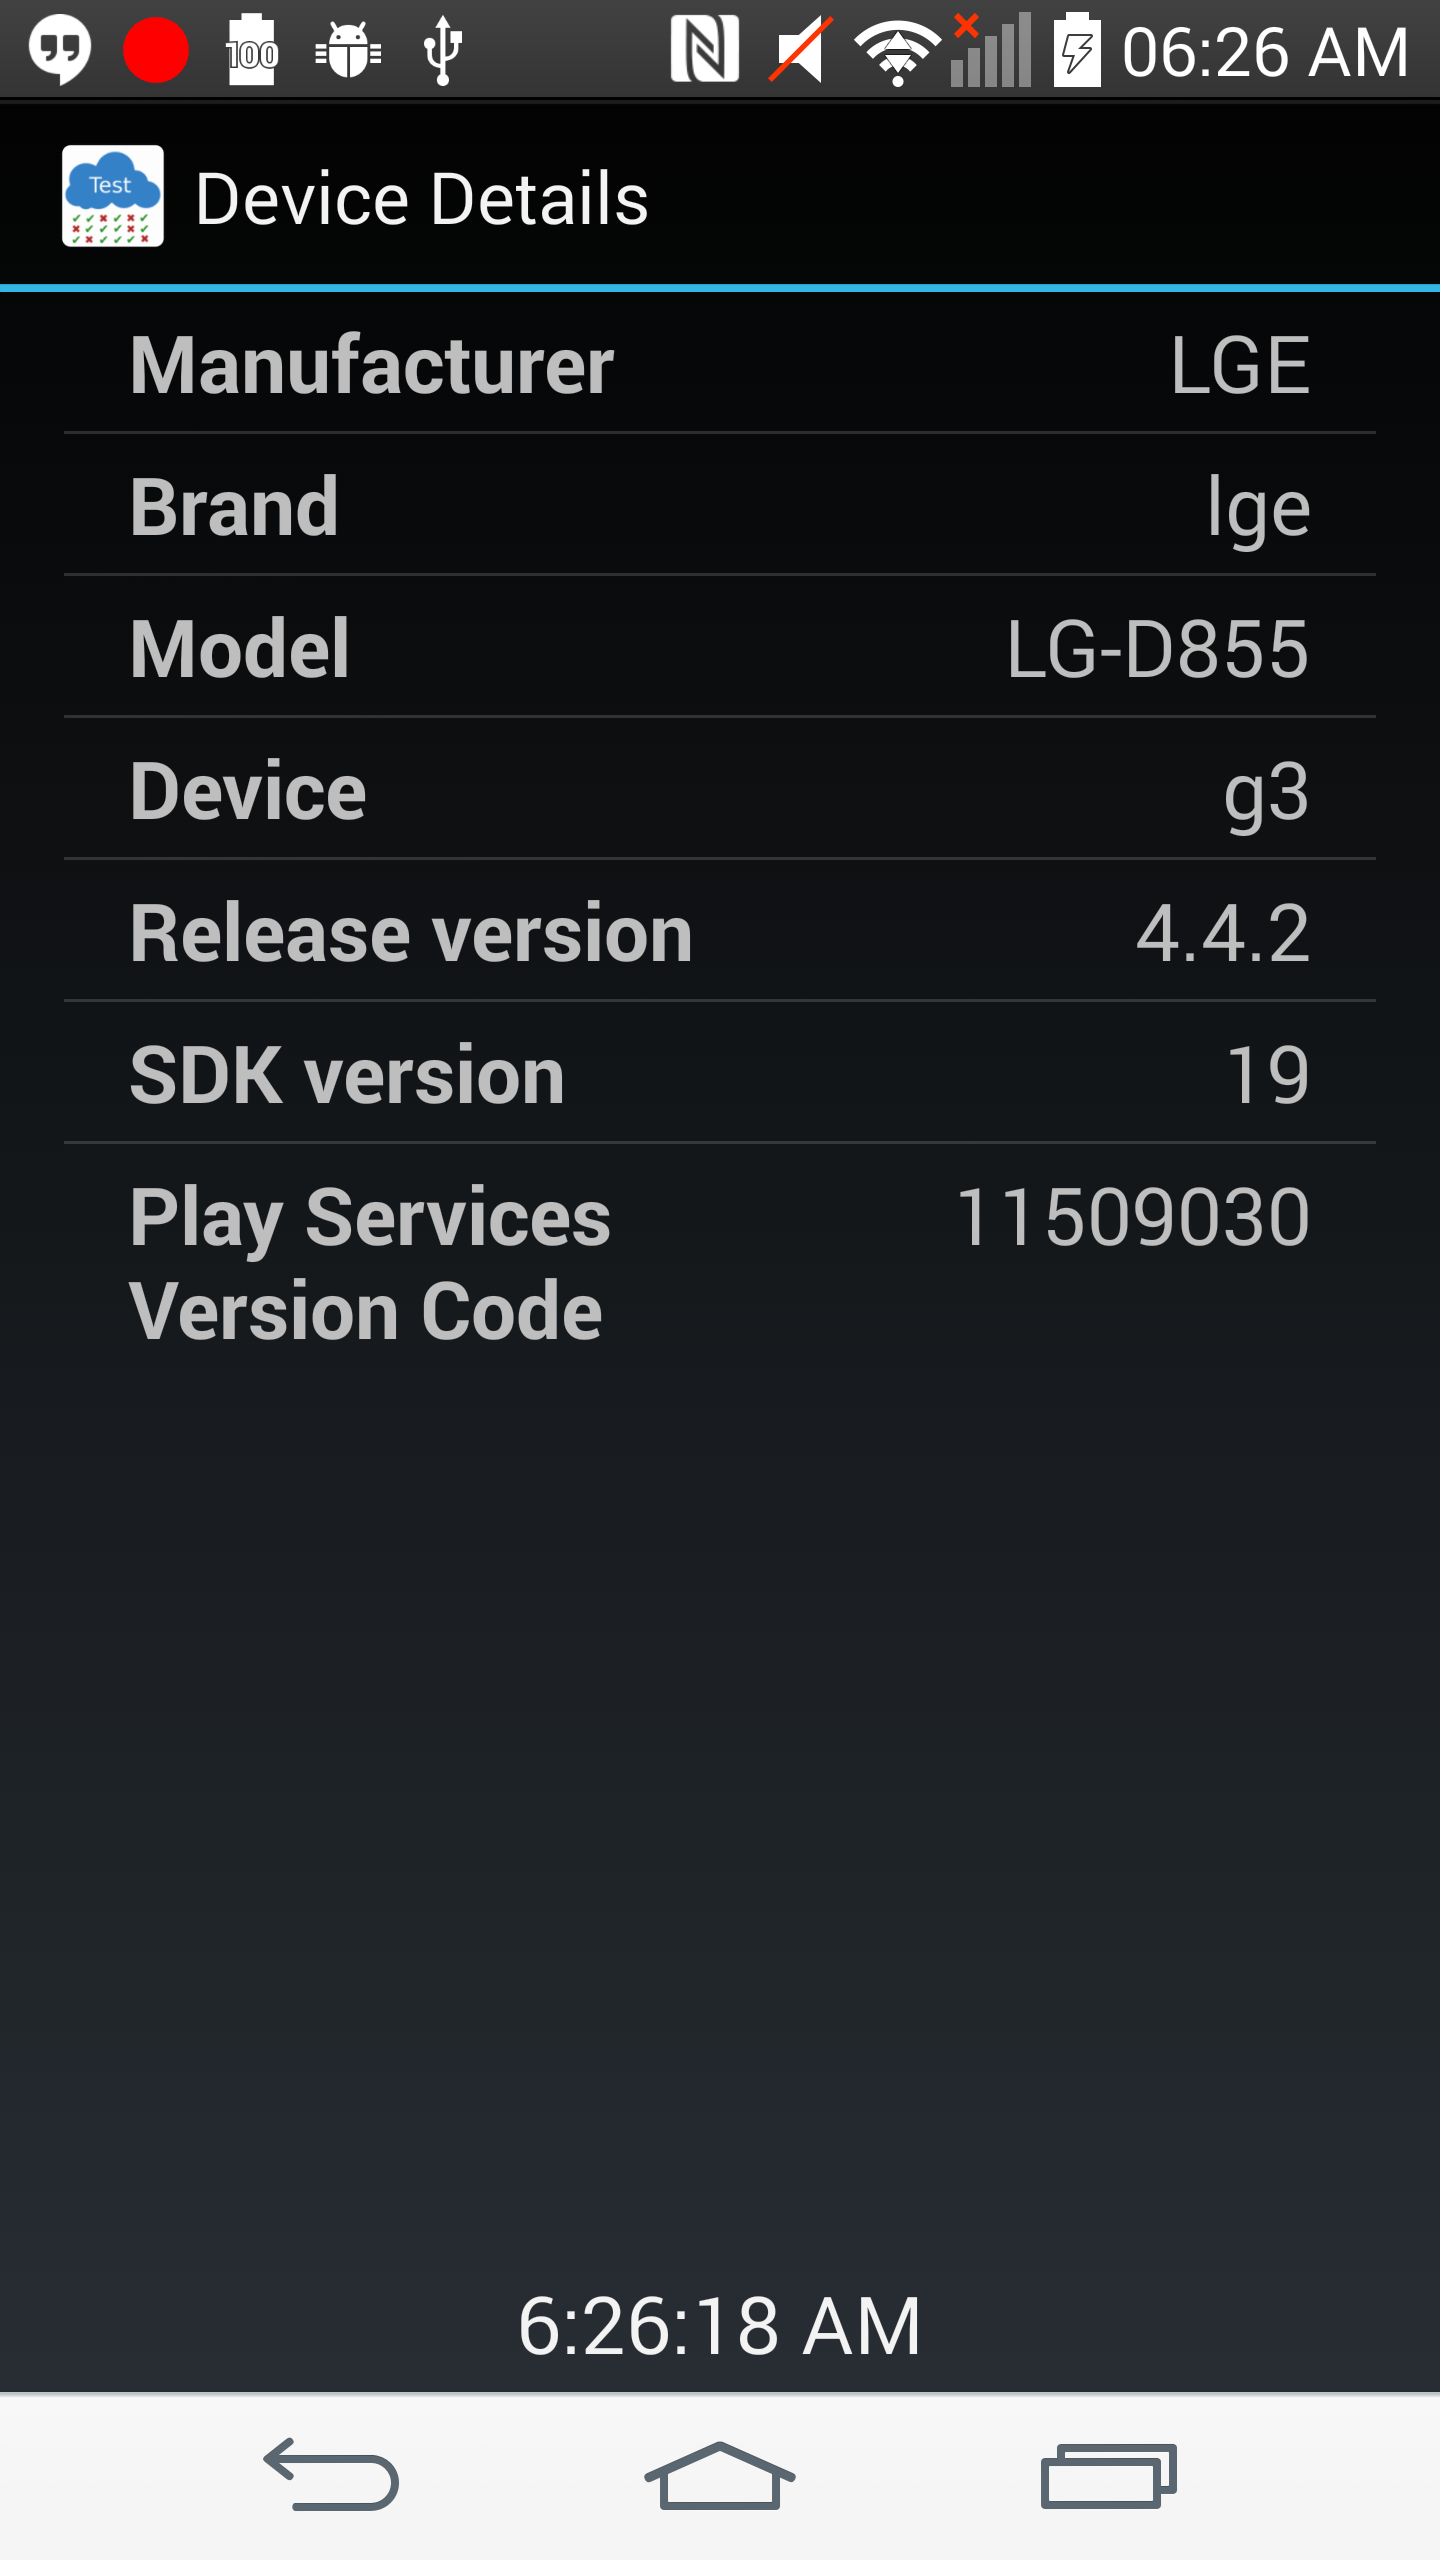 100
06:26 AM
Test
Device Details
Manufacturer LGE
Brand lge
Model LG-D855
Device g3
Release version 4.4.2
SDK version 19
Play Services 11509030
Version Code
6:26:18 AM